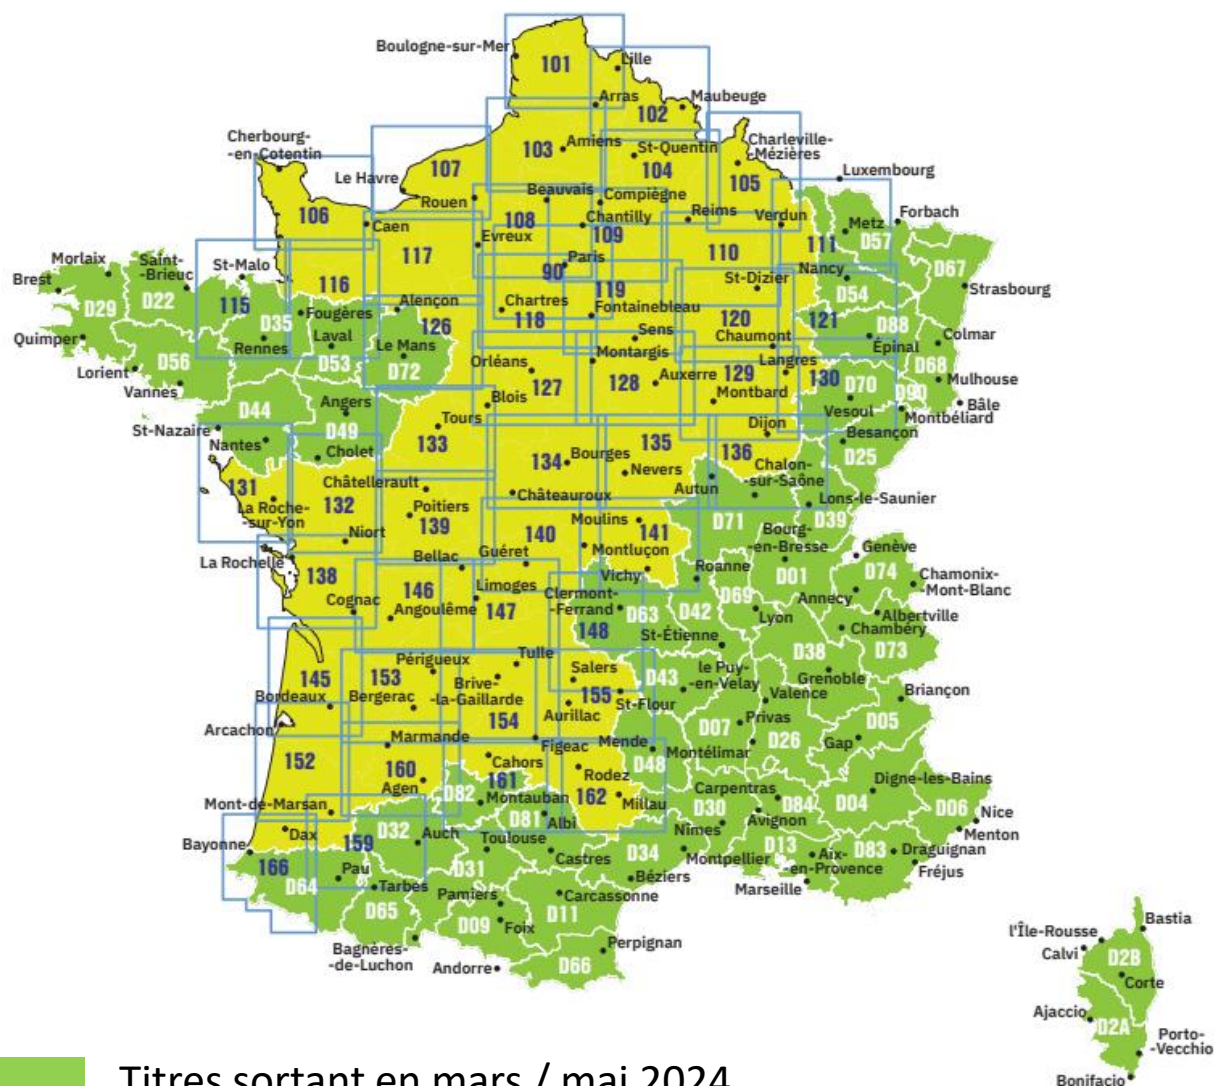 Boulogne-sur-Mer
101
Lille
Arras
Maubeuge
102
Cherbourg-
-en-Cotentin
Amiens
103
St-Quentin
Charleville-
-Mézières
107
104
Le Havre
105
Luxembourg
Beauvais
Compiègne
Rouen
106
108
Chantilly
Reims
Verdun
Forbach
Metz
Caen
109
Evreux
111
D57
117
110
Morlaix
Saint-
-Brieuc
St-Malo
Paris
90
Nancy
D67
Brest
116
St-Dizier
Strasbourg
D29
D22
115
Alençon
Chartres
119
Fontainebleau
D54
Fougères
D35
118
120
121
D88
126
Quimper
Rennes
Laval
Le Mans
Sens
Chaumont
Épinal
Colmar
D56
D53
D72
Orléans
Montargis
Langres
D68
Lorient
127
128
Auxerre
129
130
D70
Mulhouse
Vannes
Angers
Blois
Montbard
Vesoul
D90
Bâle
D44
Tours
Dijon
Montbéliard
St-Nazaire
D49
133
135
Besançon
Nantes
Cholet
134
Bourges
136
Chalon-
-sur-Saône
D25
131
Châtellerault
Nevers
Autun
La Roche-
-sur-Yon
132
Poitiers
Châteauroux
Lons-le-Saunier
139
Moulins
D71
D39
Niort
140
141
Bourg-
-en-Bresse
La Rochelle
Bellac
Guéret
Montluçon
Genève
138
Vichy
Roanne
D01
D74
Chamonix-
-Mont-Blanc
146
Limoges
Clermont-
-Ferrand
D69
Annecy
Cognac
Angoulême
147
D63
D42
Lyon
Albertville
148
St-Étienne
Chambéry
D38
D73
Périgueux
Tulle
145
153
Salers
D43
le Puy-
-en-Velay
Grenoble
Bordeaux
Bergerac
Brive-
-la-Gaillarde
155
St-Flour
Valence
Briançon
Aurillac
Arcachon
154
D07
Privas
D05
Marmande
Figeac
Mende
Montélimar
D26
Gap
152
160
Cahors
D48
161
Rodez
Digne-les-Bains
Agen
D82
162
Carpentras
Mont-de-Marsan
Montauban
Millau
D30
D84
D04
D06
Nice
Dax
D32
D81
Albi
Avignon
Menton
Bayonne
159
Auch
Toulouse
Nîmes
D13
D83
Draguignan
166
D31
Castres
D34
Montpellier
Aix-
-en-Provence
D64
Pau
Tarbes
Béziers
Marseille
Fréjus
Pamiers
Carcassonne
D65
D11
D09
Foix
Bagnères-
-de-Luchon
Perpignan
Andorre
D66
Bastia
l'Île-Rousse
Calvi
D2B
Corte
Ajaccio
D2A
Porto-
-Vecchio
Bonifacio
Titres sortant en mars / mai 2024